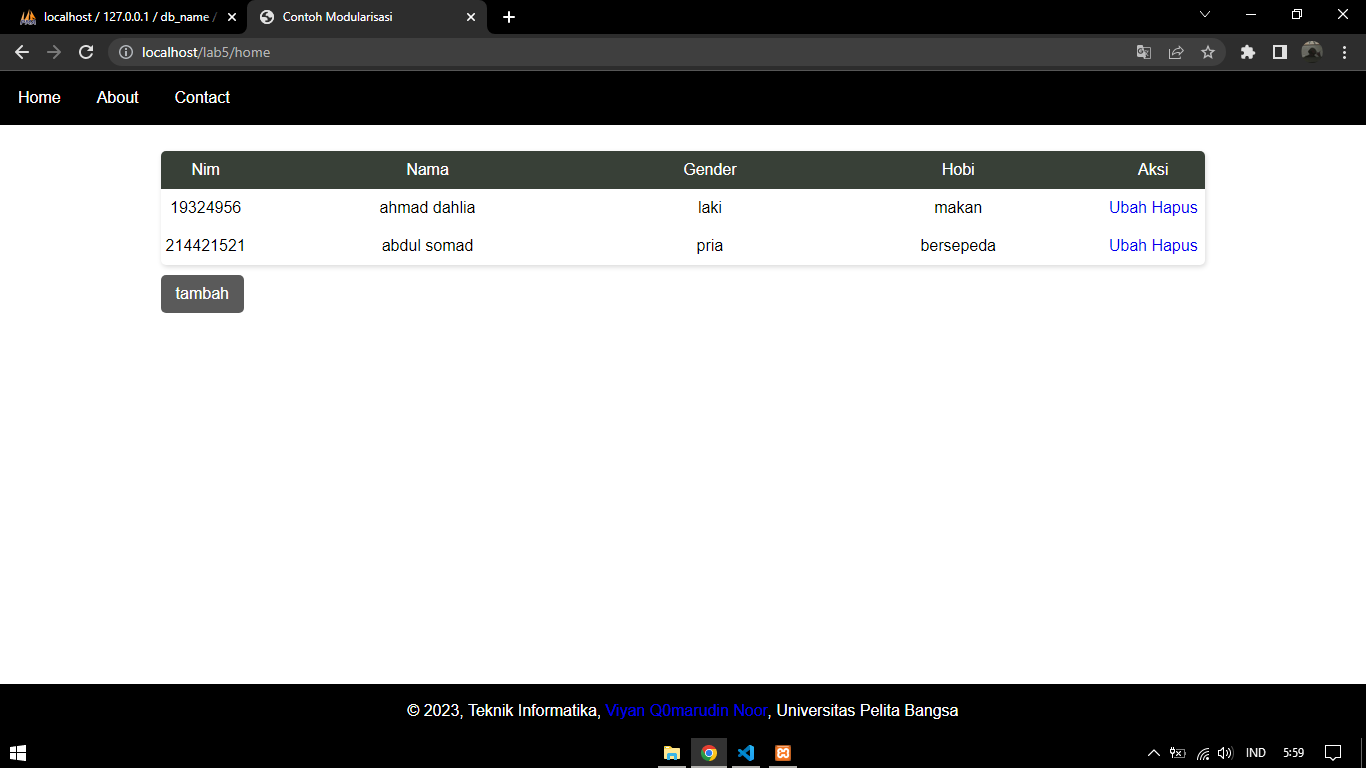 localhost / 127.0.0.1 / db_name /
Contoh Modularisasi
localhost/lab5/home
Home About Contact
Nim Nama Gender Hobi Aksi
19324956 ahmad dahlia laki makan Ubah Hapus
214421521 abdul somad pria bersepeda Ubah Hapus
tambah
© 2023, Teknik Informatika, Viyan Q0marudin Noor, Universitas Pelita Bangsa
IND 5:59